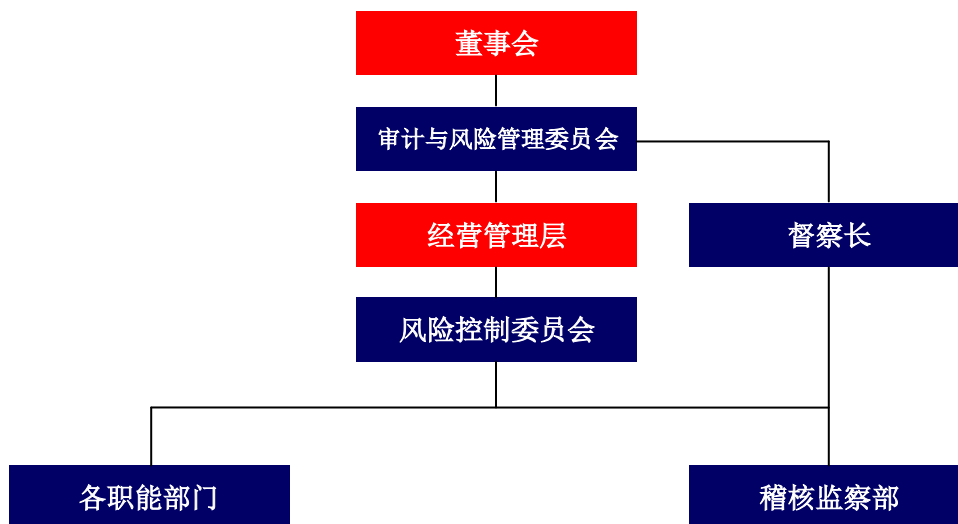 董事会
审计与风险管理委员会
经营管理层
督察长
风险控制委员会
各职能部门
稽核监察部